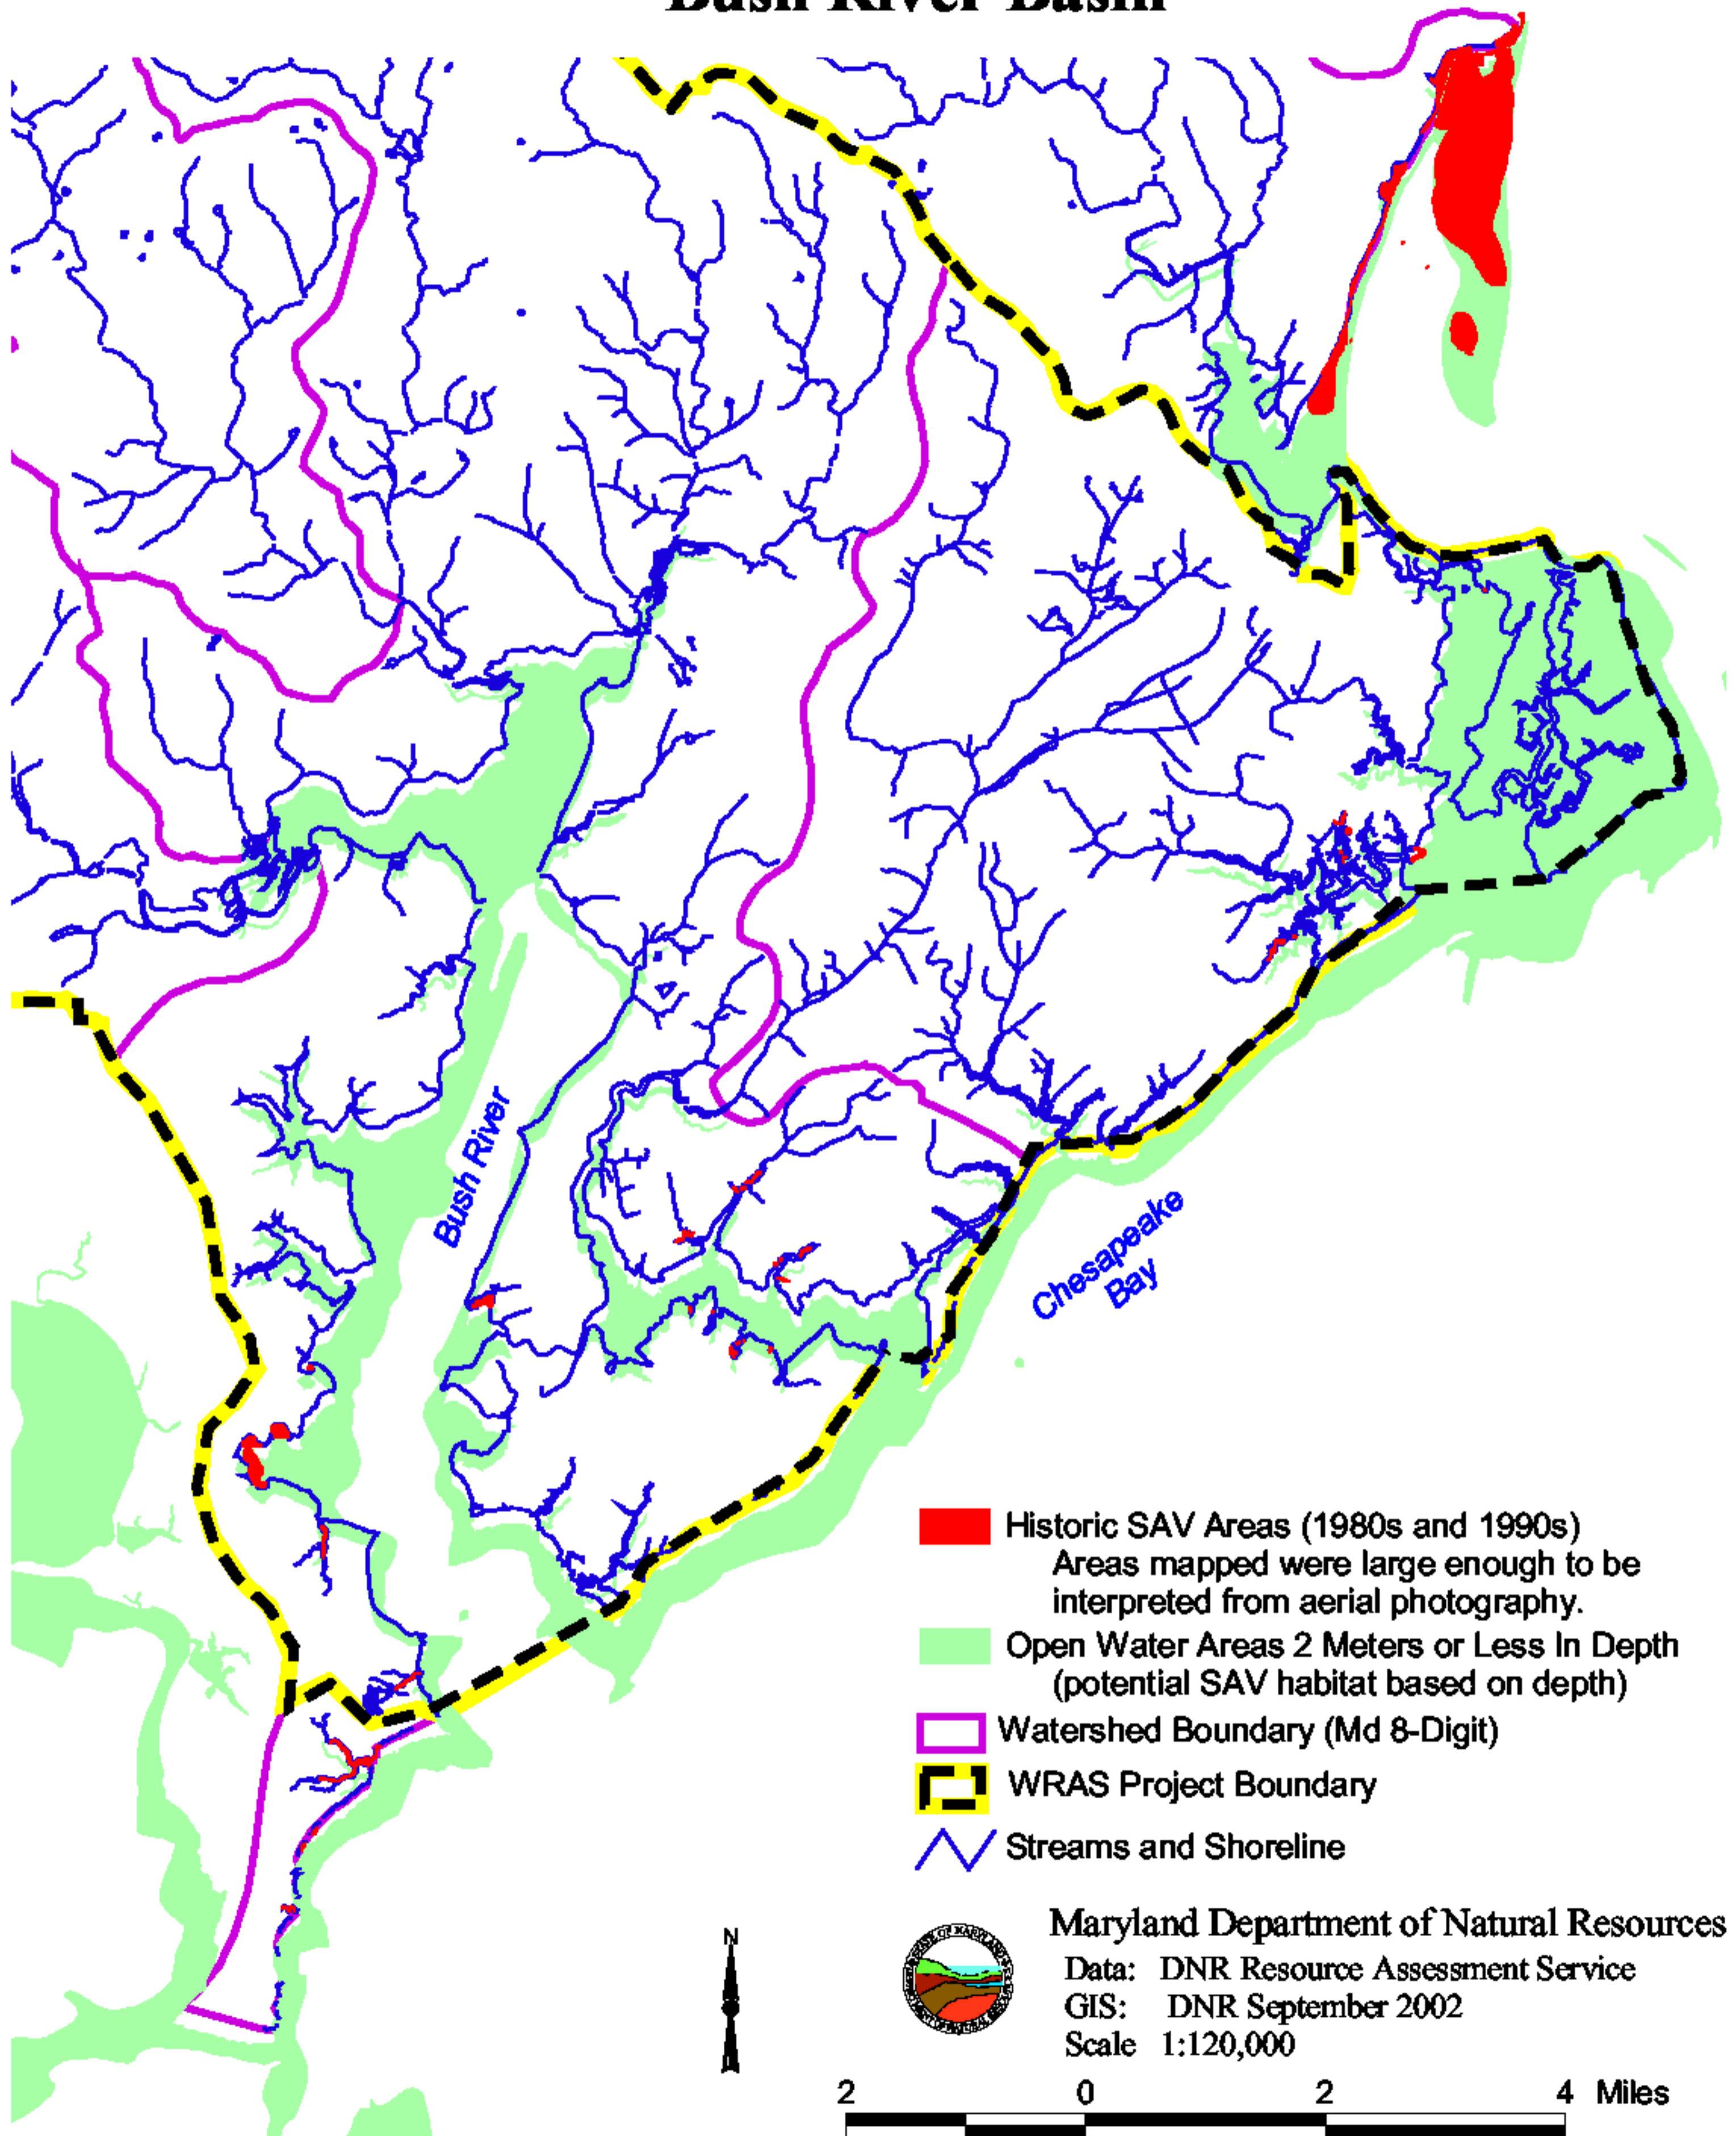 Bush River Basin
Bush River
Chesapeake
Bay
Historic SAV Areas (1980s and 1990s)
Areas mapped were large enough to be
interpreted from aerial photography.
Open Water Areas 2 Meters or Less In Depth
(potential SAV habitat based on depth)
Watershed Boundary (Md 8-Digit)
WRAS Project Boundary
Streams and Shoreline
N
Maryland Department of Natural Resources
Data: DNR Resource Assessment Service
GIS: DNR September 2002
Scale 1:120,000
2 0 2 4 Miles